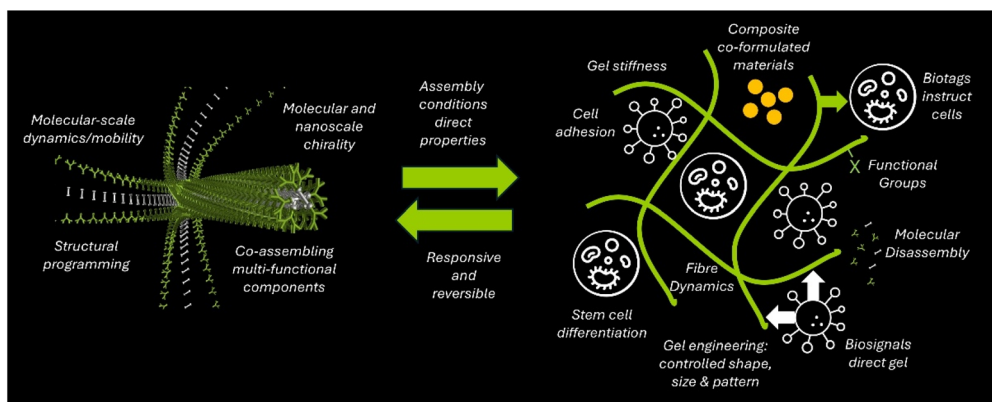 Molecular-scale
dynamics/mobility
Molecular and
nanoscale
chirality
Structural
programming
Co-assembling
multi-functional
components
Assembly
conditions
direct
properties
Responsive
and
reversible
Composite
co-formulated
materials
Gel stiffness
Cell
adhesion
Biotags
instruct
cells
Functional
Groups
Molecular
Disassembly
Fibre
Dynamics
Stem cell
differentiation
Gel engineering:
controlled shape,
size & pattern
Biosignals
direct gel